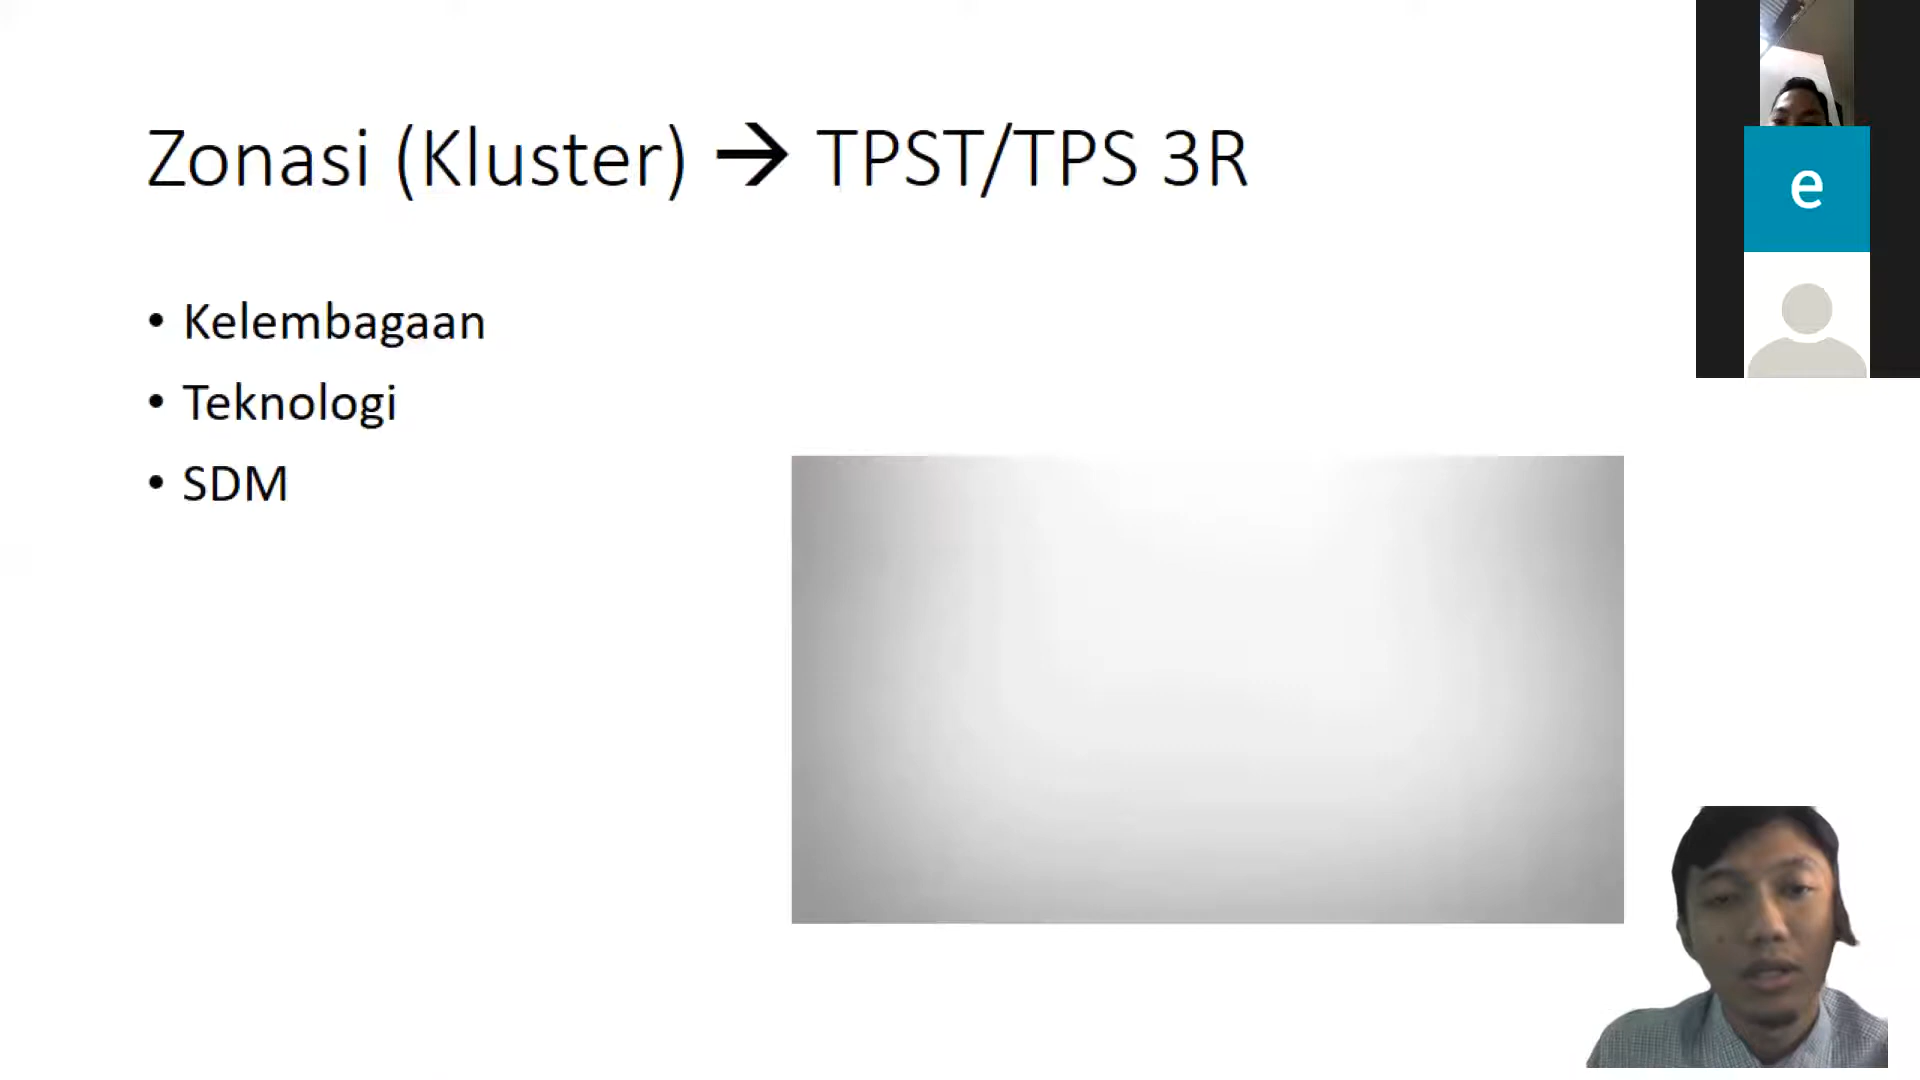 Zonasi (Kluster) → TPST/TPS 3R
• Kelembagaan
• Teknologi
• SDM
e